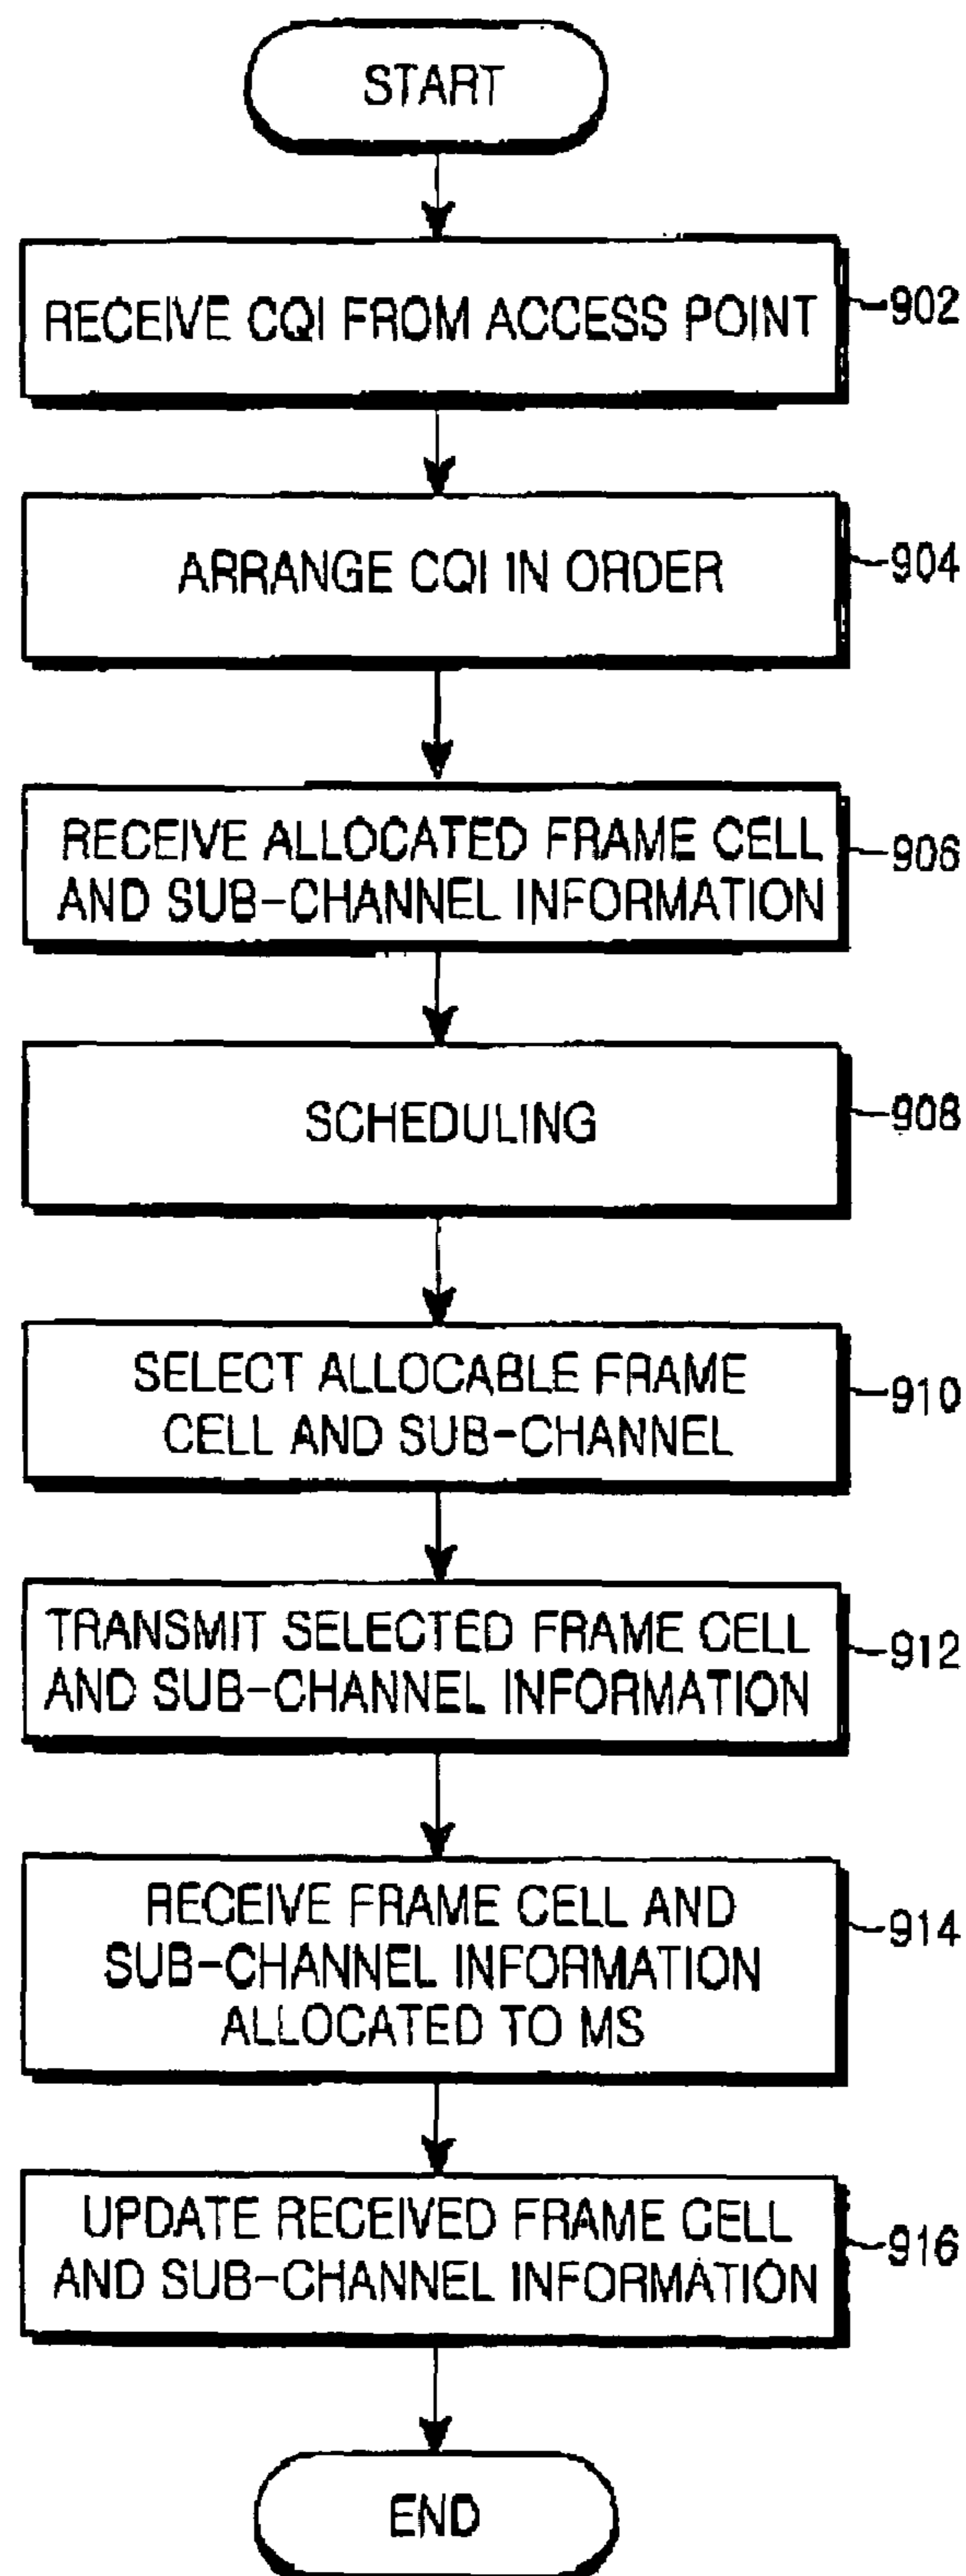 START
RECEIVE CQI FROM ACCESS POINT
902
ARRANGE CQI IN ORDER
904
RECEIVE ALLOCATED FRAME CELL
AND SUB-CHANNEL INFORMATION
906
SCHEDULING
908
SELECT ALLOCABLE FRAME
CELL AND SUB-CHANNEL
910
TRANSMIT SELECTED FRAME CELL
AND SUB-CHANNEL INFORMATION
912
RECEIVE FRAME CELL AND
SUB-CHANNEL INFORMATION
ALLOCATED TO MS
914
UPDATE RECEIVED FRAME CELL
AND SUB-CHANNEL INFORMATION
916
END